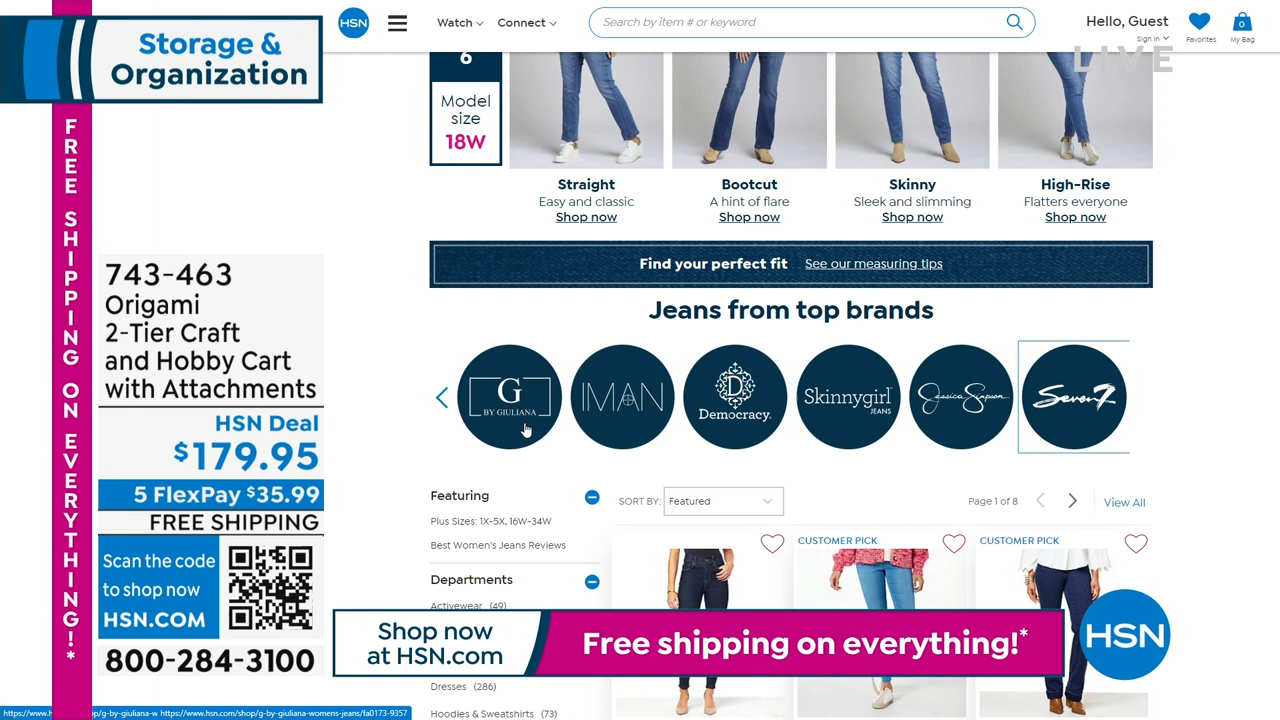 Storage &
Organization
FREE SHIPPING ON EVERYTHING!*
743-463
Origami
2-Tier Craft
and Hobby Cart
with Attachments
HSN Deal
$179.95
5 FlexPay $35.99
FREE SHIPPING
Scan the code
to shop now
HSN.COM
800-284-3100
HSN
Watch
Connect
Search by item # or keyword
Hello, Guest
Sign in
Favorites
0
My Bag
LIVE
6
Model
size
18W
Straight
Easy and classic
Shop now
Bootcut
A hint of flare
Shop now
Skinny
Sleek and slimming
Shop now
High-Rise
Flatters everyone
Shop now
Find your perfect fit See our measuring tips
Jeans from top brands
G
BY GIULIANA
IMAN
D
Democracy.
Skinnygirl
JEANS
Jessica Simpson
Seven7
Featuring
Plus Sizes: 1X-5X, 16W-34W
Best Women's Jeans Reviews
Departments
Activewear (49)
Dresses (286)
Hoodies & Sweatshirts (73)
SORT BY: Featured
Page 1 of 8
View All
CUSTOMER PICK
CUSTOMER PICK
Shop now
at HSN.com
Free shipping on everything!*
HSN
https://www.hsn.com/shop/g-by-giuliana-womens-jeans/fa0173-9357